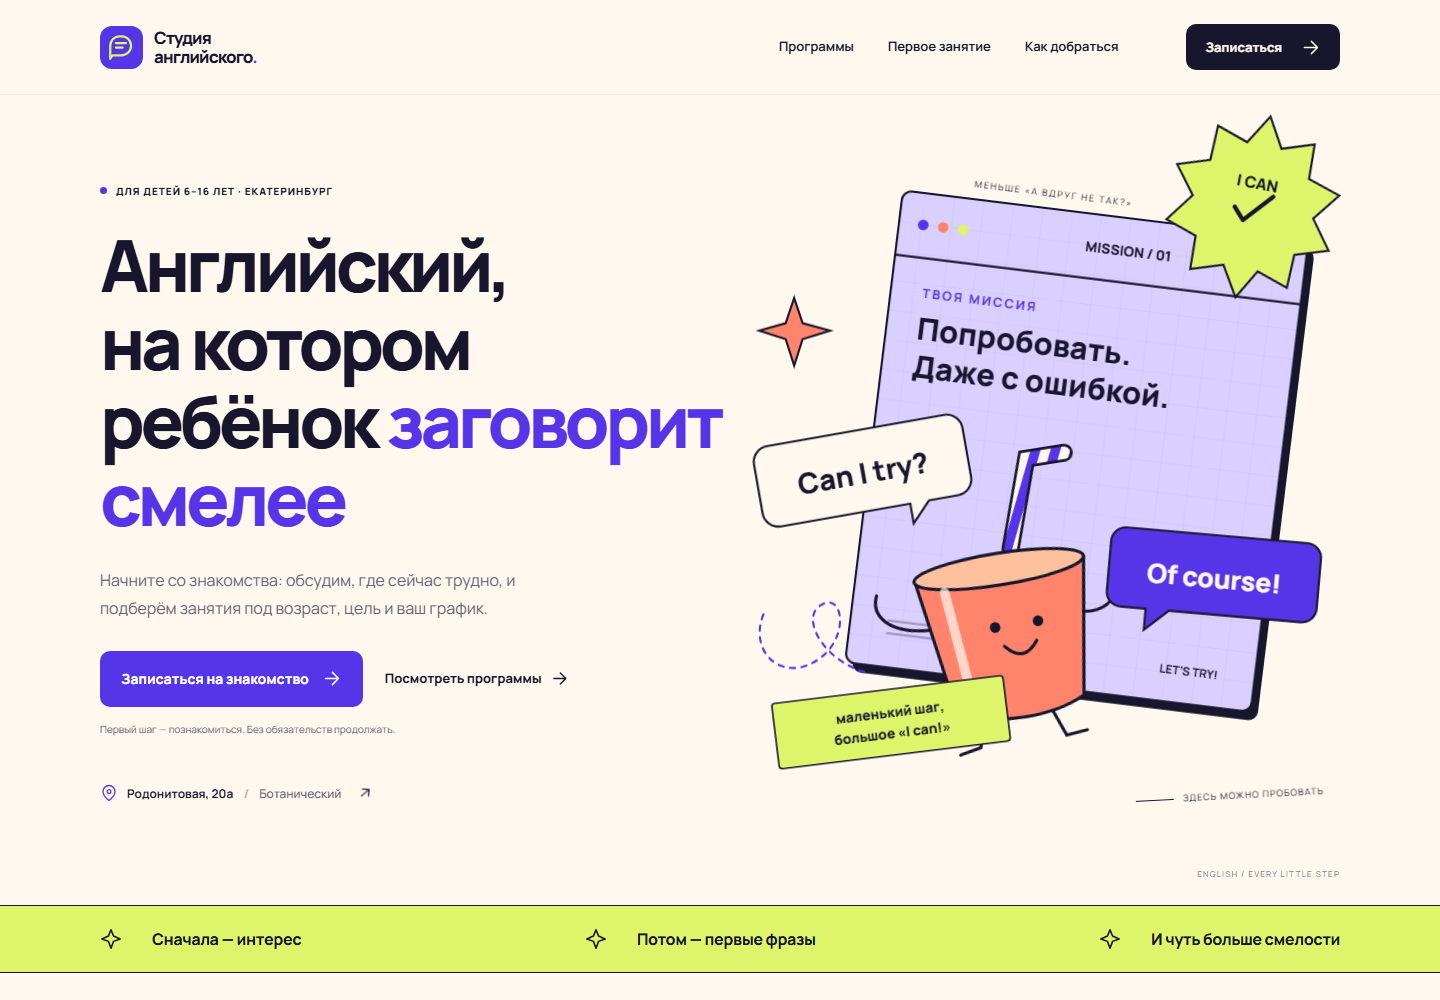 Студия
английского.
Программы
Первое занятие
Как добраться
Записаться
ДЛЯ ДЕТЕЙ 6–16 ЛЕТ · ЕКАТЕРИНБУРГ
Английский,
на котором
ребёнок заговорит
смелее
Начните со знакомства: обсудим, где сейчас трудно, и
подберём занятия под возраст, цель и ваш график.
Записаться на знакомство
Посмотреть программы
Первый шаг — познакомиться. Без обязательств продолжать.
Родонитовая, 20а / Ботанический
МЕНЬШЕ «А ВДРУГ НЕ ТАК?»
I CAN
MISSION / 01
ТВОЯ МИССИЯ
Попробовать.
Даже с ошибкой.
Can I try?
Of course!
LET'S TRY!
маленький шаг,
большое «I can!»
ЗДЕСЬ МОЖНО ПРОБОВАТЬ
ENGLISH / EVERY LITTLE STEP
Сначала — интерес
Потом — первые фразы
И чуть больше смелости